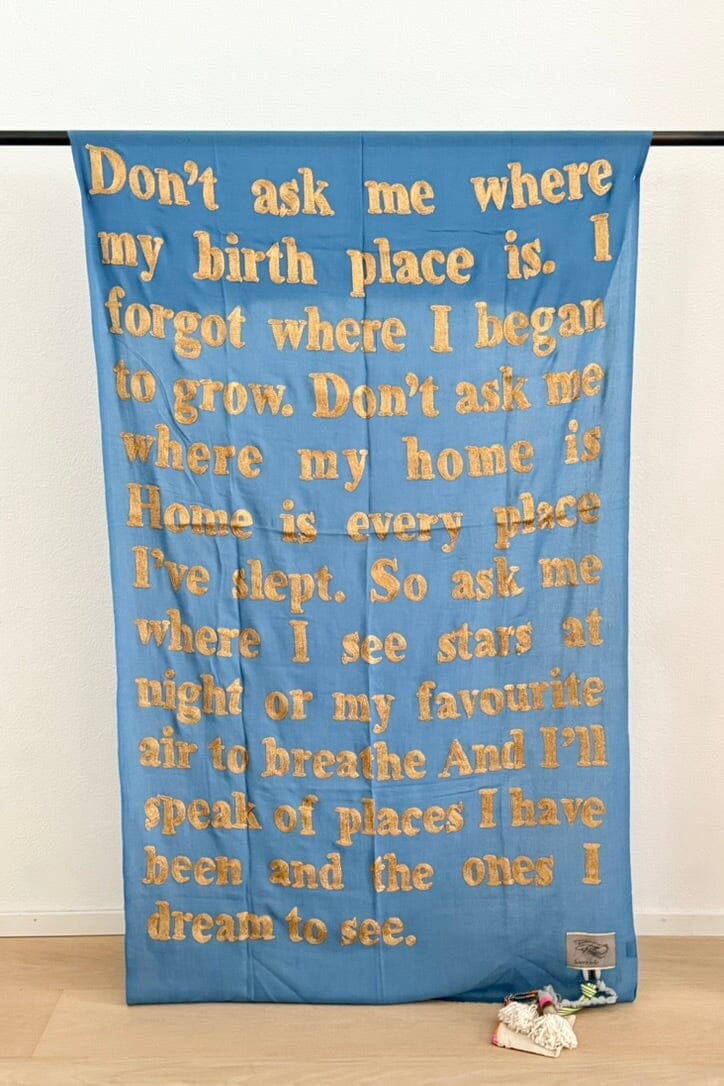 Don't ask me where
my birth place is. I
forgot where I began
to grow. Don't ask me
where my home is
Home is every place
I've slept. So ask me
where I see stars at
night or my favourite
air to breathe And I'll
speak of places I have
been and the ones I
dream to see.